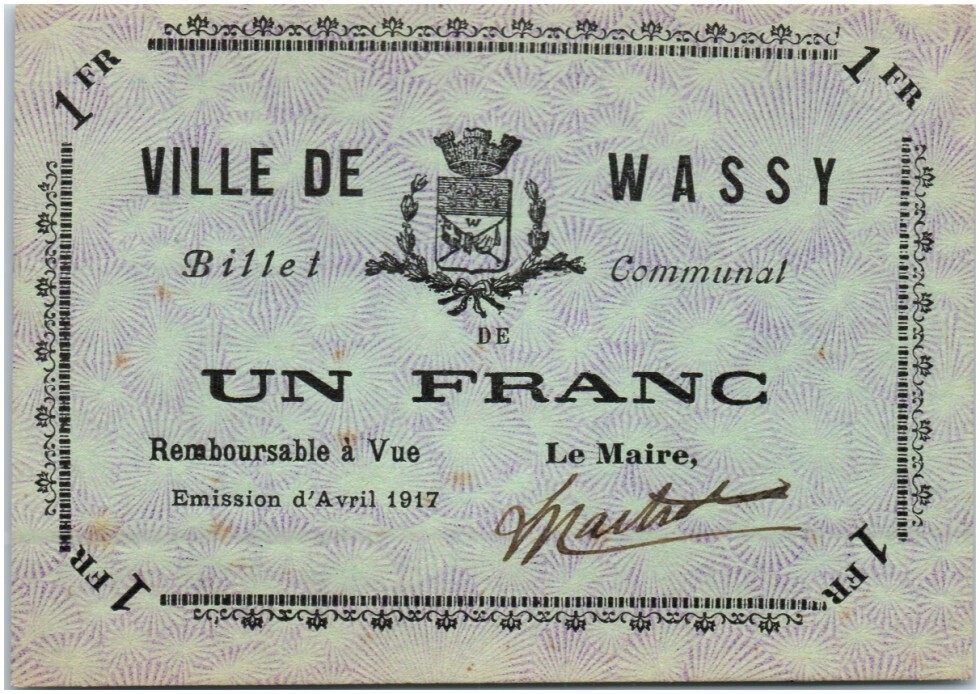 1 FR
1 FR
VILLE DE WASSY
W
Billet Communal
DE
UN FRANC
Remboursable à Vue
Le Maire,
Emission d'Avril 1917
1 FR
1 FR